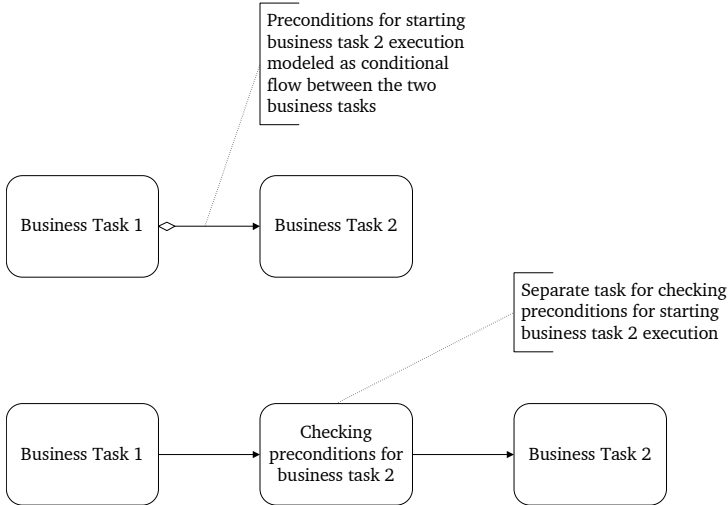 Preconditions for starting
business task 2 execution
modeled as conditional
flow between the two
business tasks
Business Task 1
Business Task 2
Separate task for checking
preconditions for starting
business task 2 execution
Business Task 1
Checking
preconditions for
business task 2
Business Task 2